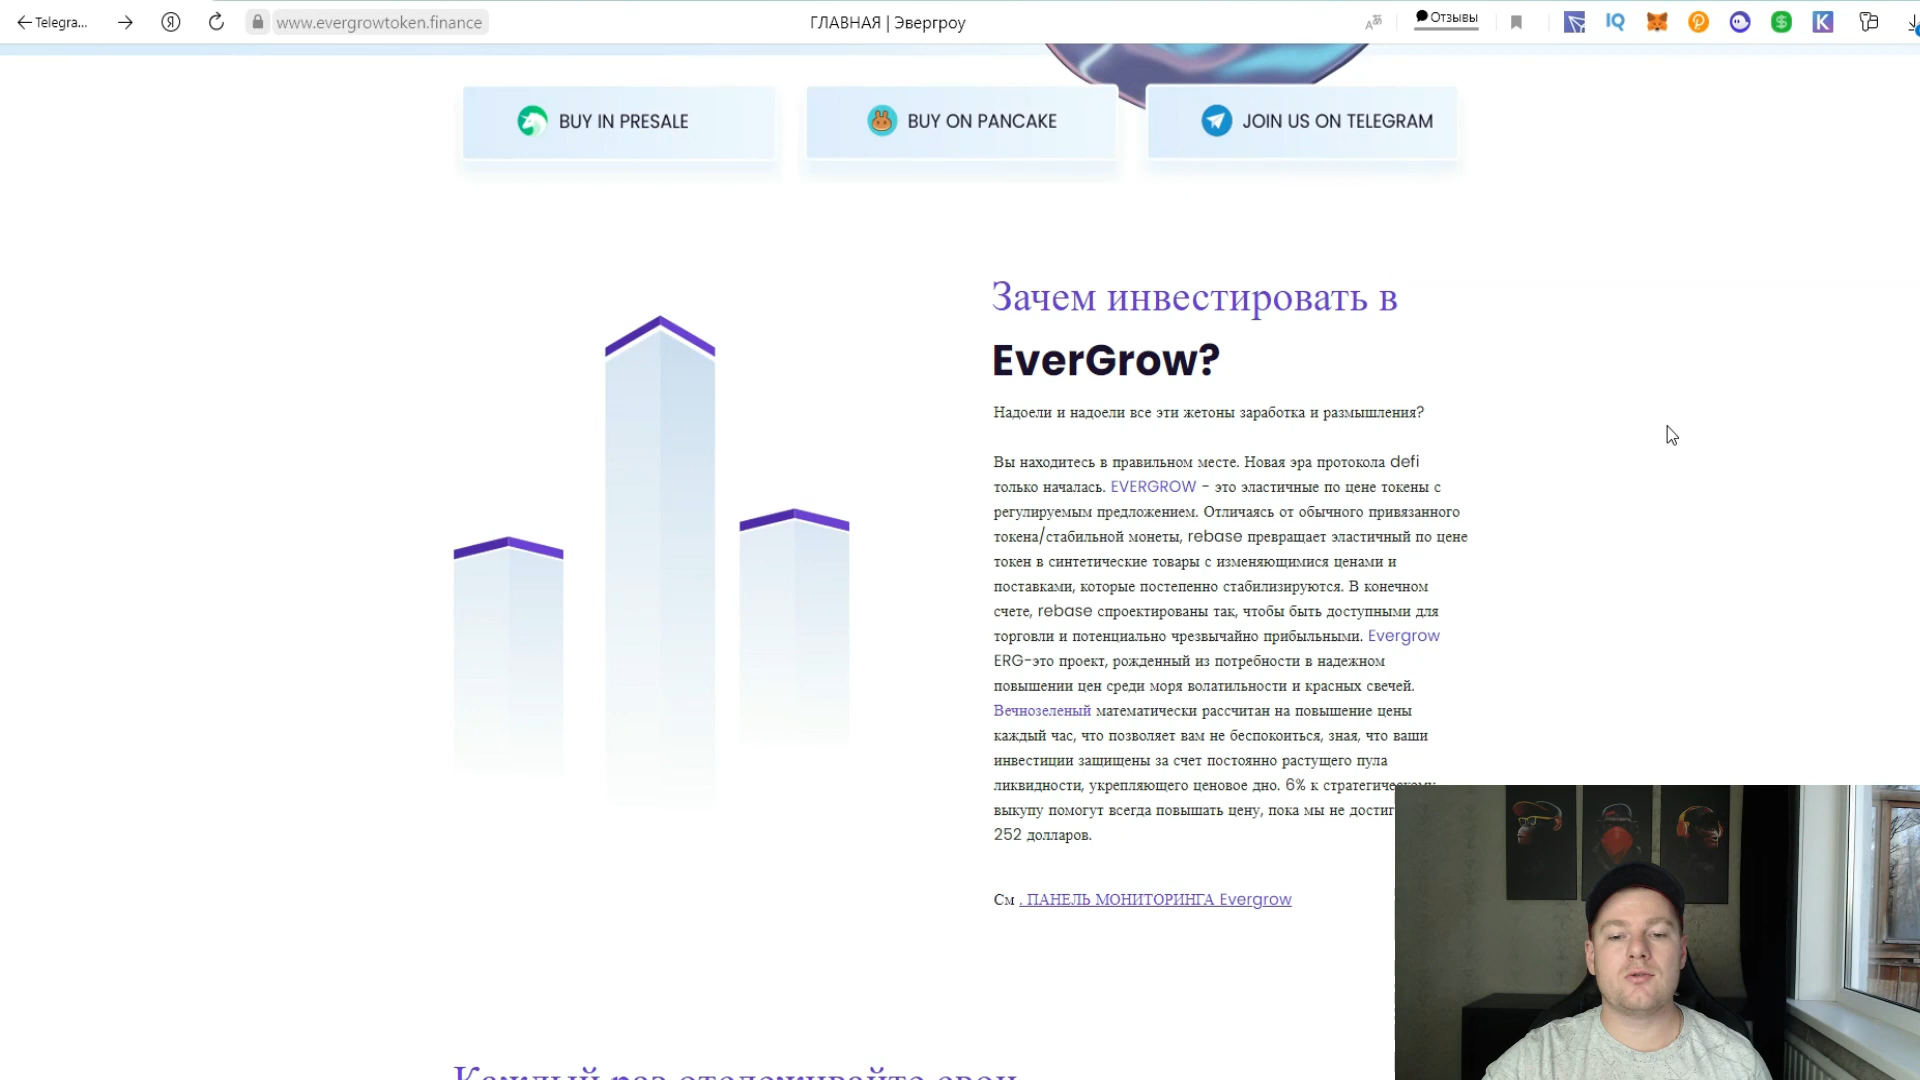 Telegra...
www.evergrowtoken.finance
ГЛАВНАЯ | Эвергроу
Отзывы
BUY IN PRESALE
BUY ON PANCAKE
JOIN US ON TELEGRAM
Зачем инвестировать в
EverGrow?
Надоели и надоели все эти жетоны заработка и размышления?
Вы находитесь в правильном месте. Новая эра протокола defi
только началась. EVERGROW - это эластичные по цене токены с
регулируемым предложением. Отличаясь от обычного привязанного
токена/стабильной монеты, rebase превращает эластичный по цене
токен в синтетические товары с изменяющимися ценами и
поставками, которые постепенно стабилизируются. В конечном
счете, rebase спроектированы так, чтобы быть доступными для
торговли и потенциально чрезвычайно прибыльными. Evergrow
ERG-это проект, рожденный из потребности в надежном
повышении цен среди моря волатильности и красных свечей.
Вечнозеленый математически рассчитан на повышение цены
каждый час, что позволяет вам не беспокоиться, зная, что ваши
инвестиции защищены за счет постоянно растущего пула
ликвидности, укрепляющего ценовое дно. 6% к стратегическому
выкупу помогут всегда повышать цену, пока мы не достиг
252 долларов.
См . ПАНЕЛЬ МОНИТОРИНГА Evergrow
Каждый раз отслеживайте свои